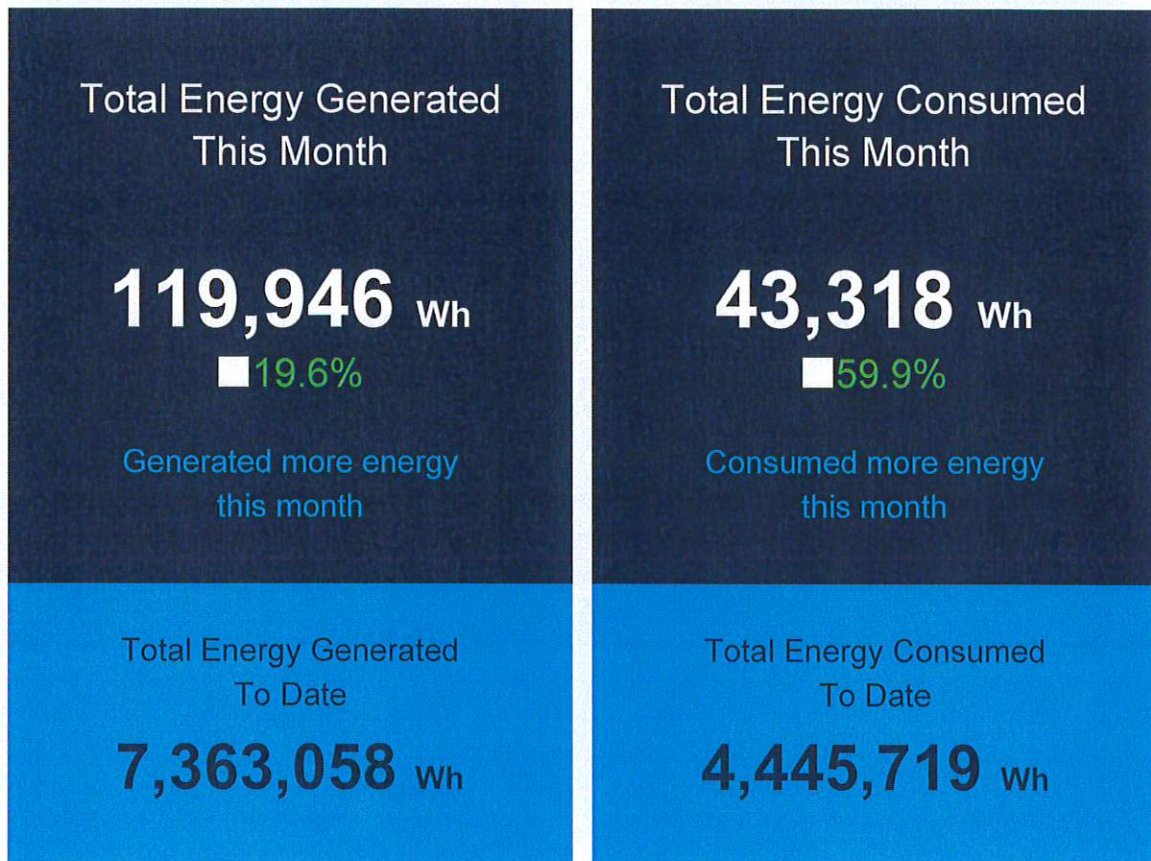 Total Energy Generated
This Month
119,946 Wh
19.6%
Generated more energy
this month
Total Energy Generated
To Date
7,363,058 Wh
Total Energy Consumed
This Month
43,318 Wh
59.9%
Consumed more energy
this month
Total Energy Consumed
To Date
4,445,719 Wh